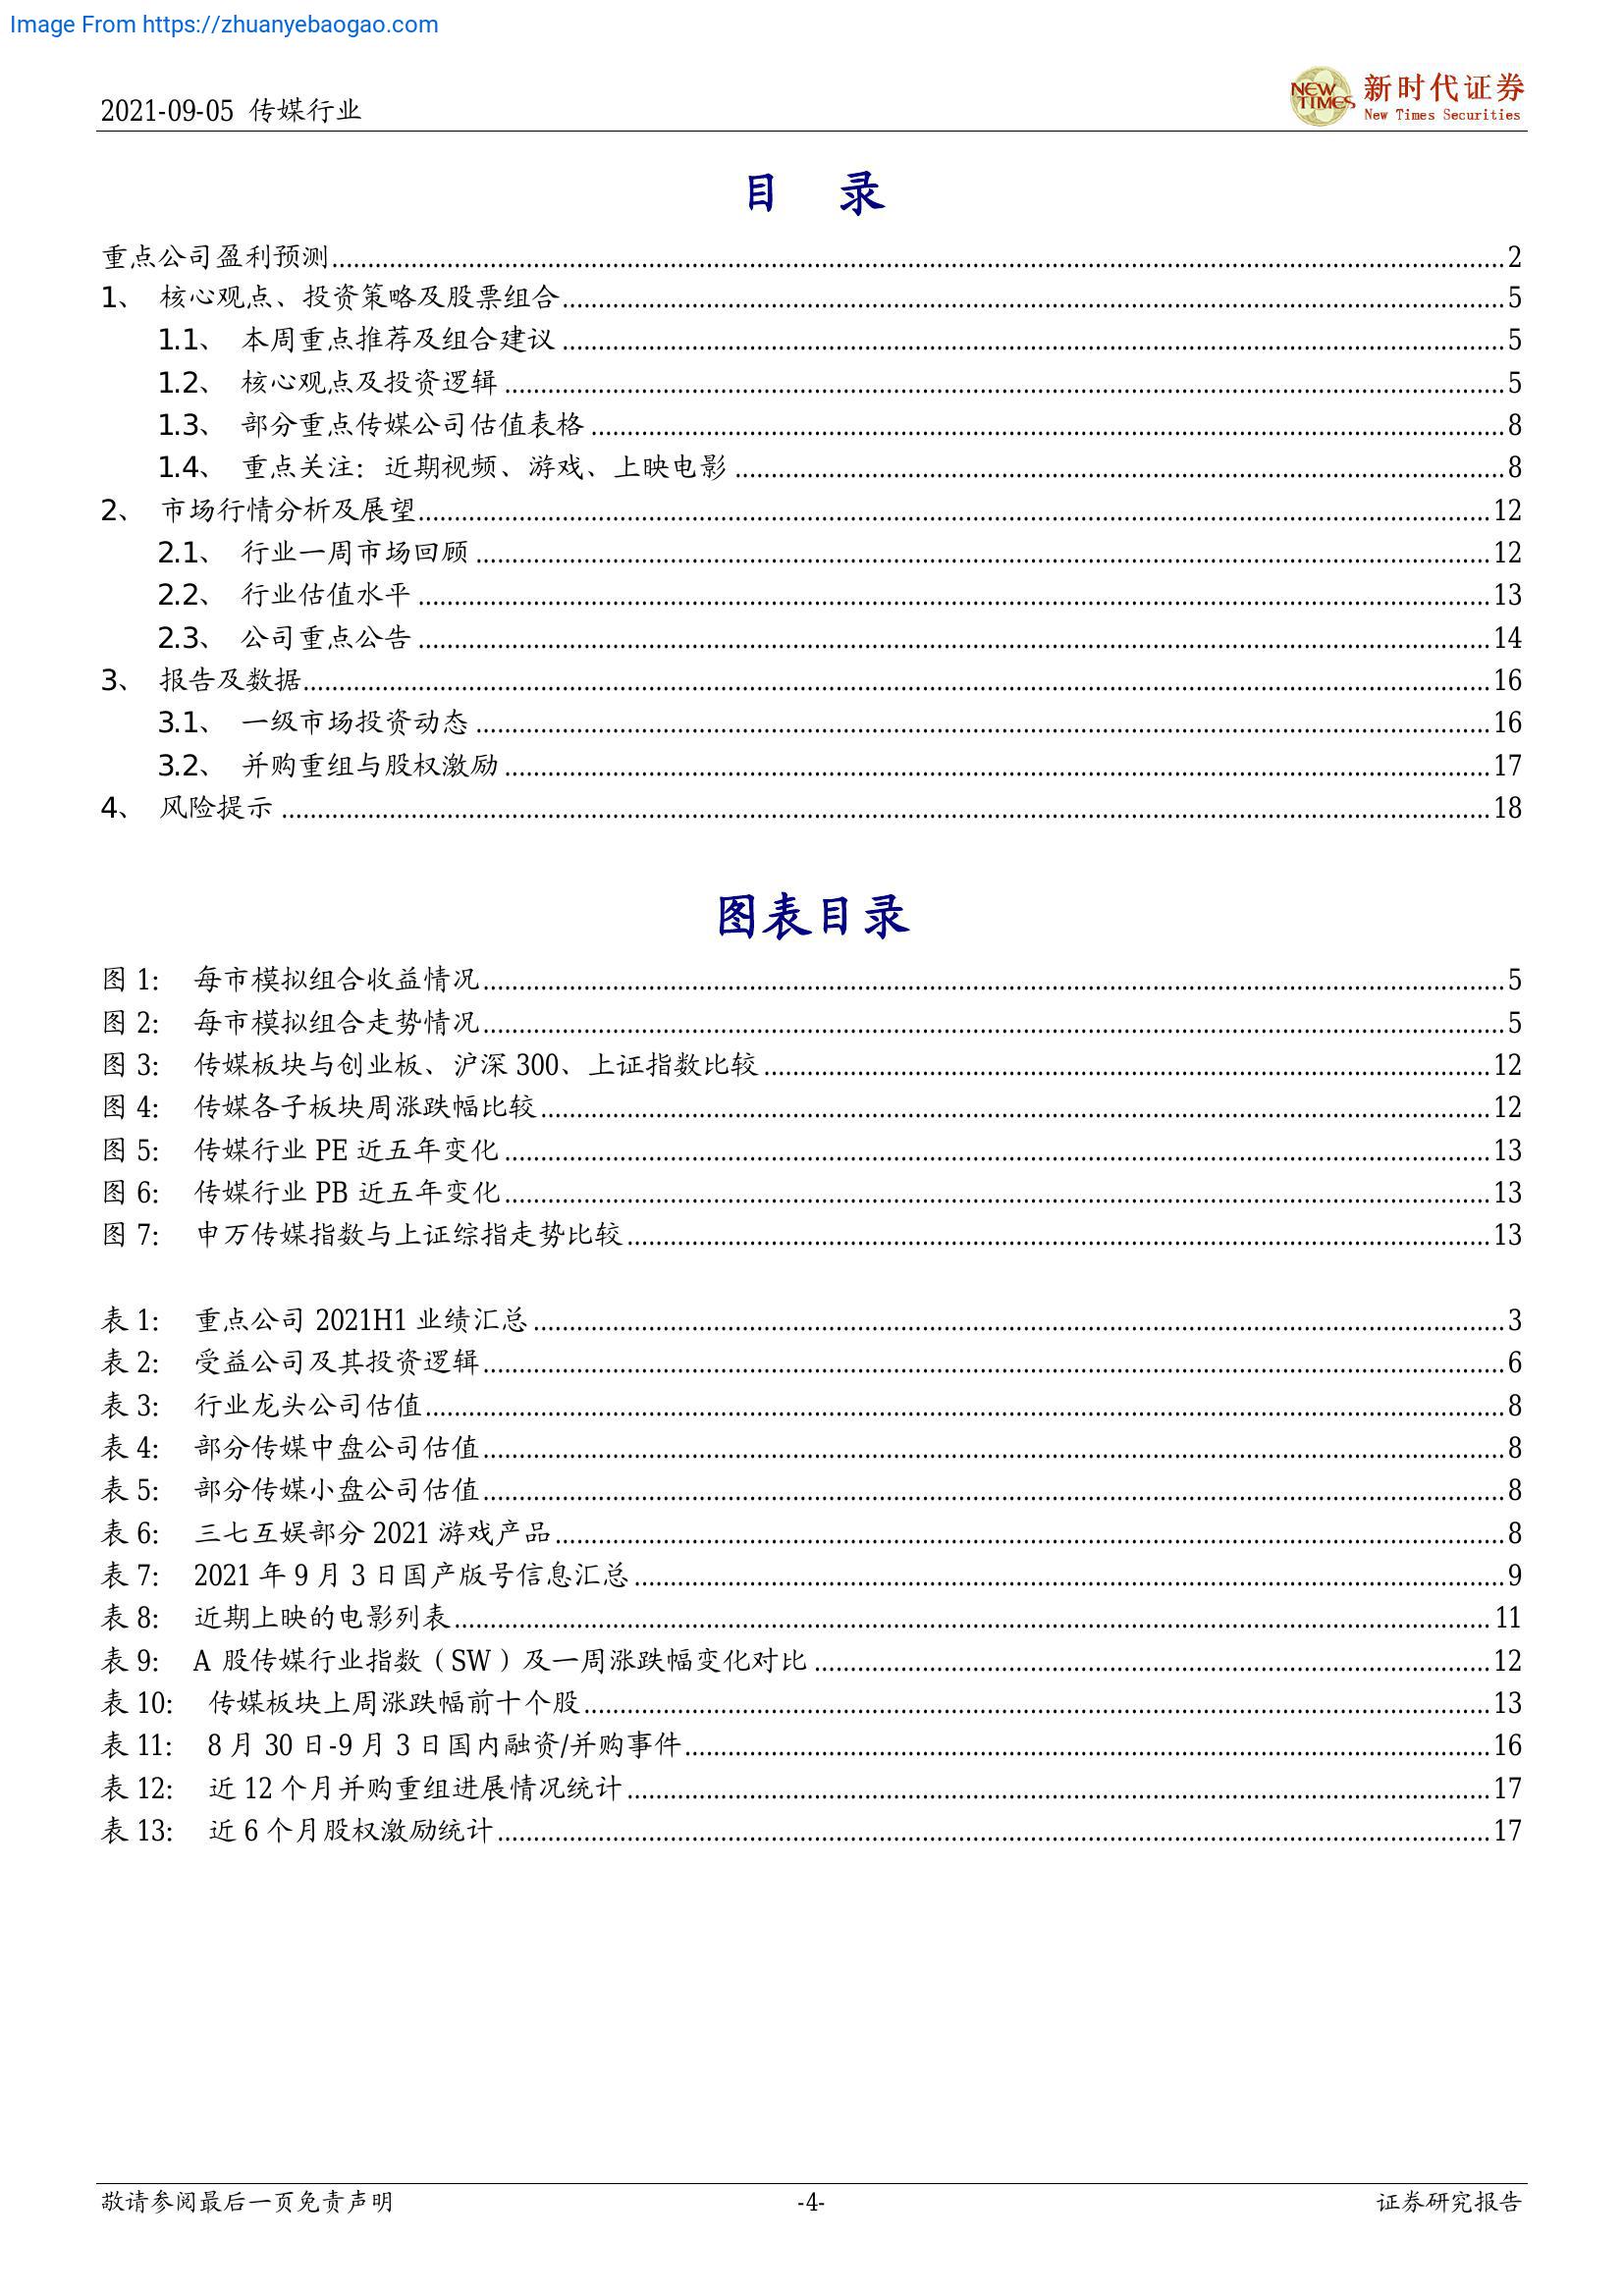 Image From https://zhuanyebaogao.com
2021-09-05 传媒行业
NEW TIMES
新时代证券
New Times Securities
目 录
重点公司盈利预测........2
1、 核心观点、投资策略及股票组合........5
1.1、 本周重点推荐及组合建议........5
1.2、 核心观点及投资逻辑........5
1.3、 部分重点传媒公司估值表格........8
1.4、 重点关注：近期视频、游戏、上映电影........8
2、 市场行情分析及展望........12
2.1、 行业一周市场回顾........12
2.2、 行业估值水平........13
2.3、 公司重点公告........14
3、 报告及数据........16
3.1、 一级市场投资动态........16
3.2、 并购重组与股权激励........17
4、 风险提示........18
图表目录
图 1： 每市模拟组合收益情况........5
图 2： 每市模拟组合走势情况........5
图 3： 传媒板块与创业板、沪深 300、上证指数比较........12
图 4： 传媒各子板块周涨跌幅比较........12
图 5： 传媒行业 PE 近五年变化........13
图 6： 传媒行业 PB 近五年变化........13
图 7： 申万传媒指数与上证综指走势比较........13
表 1： 重点公司 2021H1 业绩汇总........3
表 2： 受益公司及其投资逻辑........6
表 3： 行业龙头公司估值........8
表 4： 部分传媒中盘公司估值........8
表 5： 部分传媒小盘公司估值........8
表 6： 三七互娱部分 2021 游戏产品........8
表 7： 2021 年 9 月 3 日国产版号信息汇总........9
表 8： 近期上映的电影列表........11
表 9： A 股传媒行业指数（SW）及一周涨跌幅变化对比........12
表 10： 传媒板块上周涨跌幅前十个股........13
表 11： 8 月 30 日-9 月 3 日国内融资/并购事件........16
表 12： 近 12 个月并购重组进展情况统计........17
表 13： 近 6 个月股权激励统计........17
敬请参阅最后一页免责声明
-4-
证券研究报告